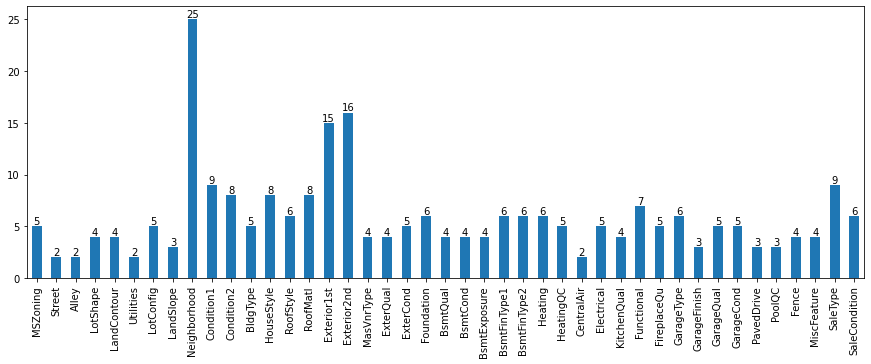 25
20
15
10
5
0
5
2
2
4
4
2
5
3
25
9
8
5
8
6
8
15
16
4
4
5
6
4
4
4
6
6
6
5
2
5
4
7
5
6
3
5
5
3
3
4
4
9
6
MSZoning
Street
Alley
LotShape
LandContour
Utilities
LotConfig
LandSlope
Neighborhood
Condition1
Condition2
BldgType
HouseStyle
RoofStyle
RoofMatl
Exterior1st
Exterior2nd
MasVnrType
ExterQual
ExterCond
Foundation
BsmtQual
BsmtCond
BsmtExposure
BsmtFinType1
BsmtFinType2
Heating
HeatingQC
CentralAir
Electrical
KitchenQual
Functional
FireplaceQu
GarageType
GarageFinish
GarageQual
GarageCond
PavedDrive
PoolQC
Fence
MiscFeature
SaleType
SaleCondition